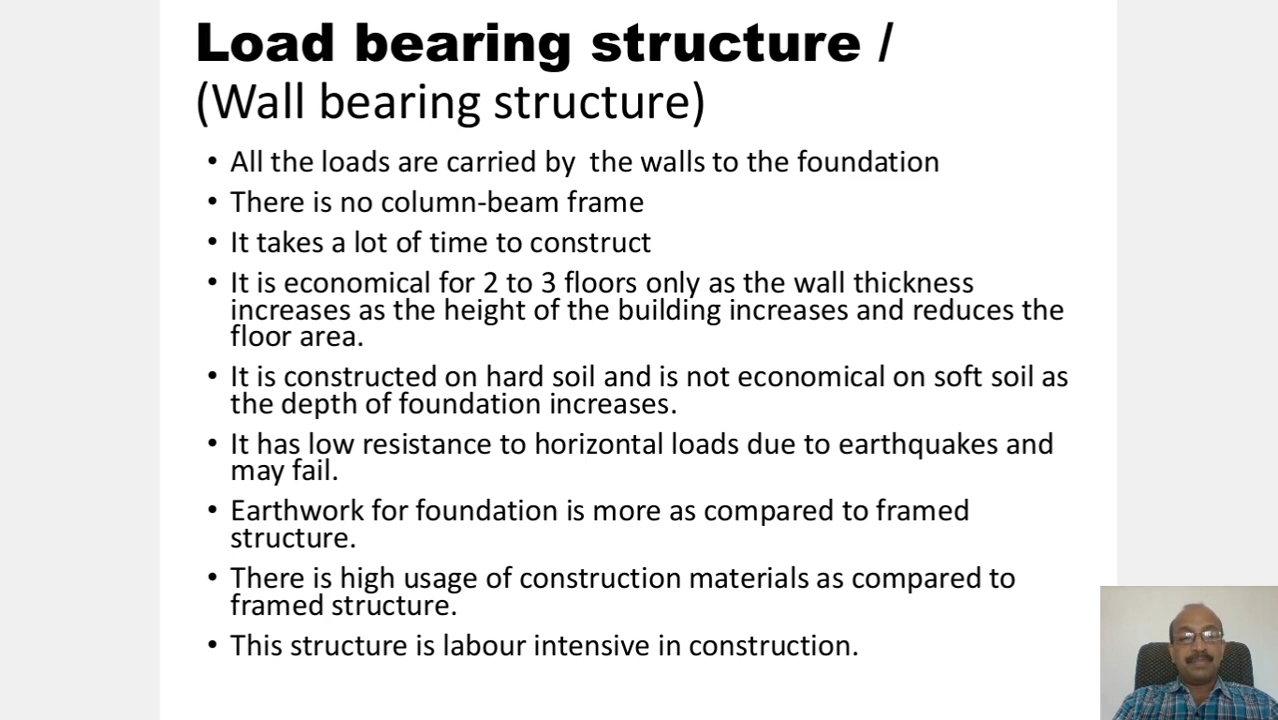 Load bearing structure /
(Wall bearing structure)
• All the loads are carried by  the walls to the foundation
• There is no column-beam frame
• It takes a lot of time to construct
• It is economical for 2 to 3 floors only as the wall thickness
increases as the height of the building increases and reduces the
floor area.
• It is constructed on hard soil and is not economical on soft soil as
the depth of foundation increases.
• It has low resistance to horizontal loads due to earthquakes and
may fail.
• Earthwork for foundation is more as compared to framed
structure.
• There is high usage of construction materials as compared to
framed structure.
• This structure is labour intensive in construction.